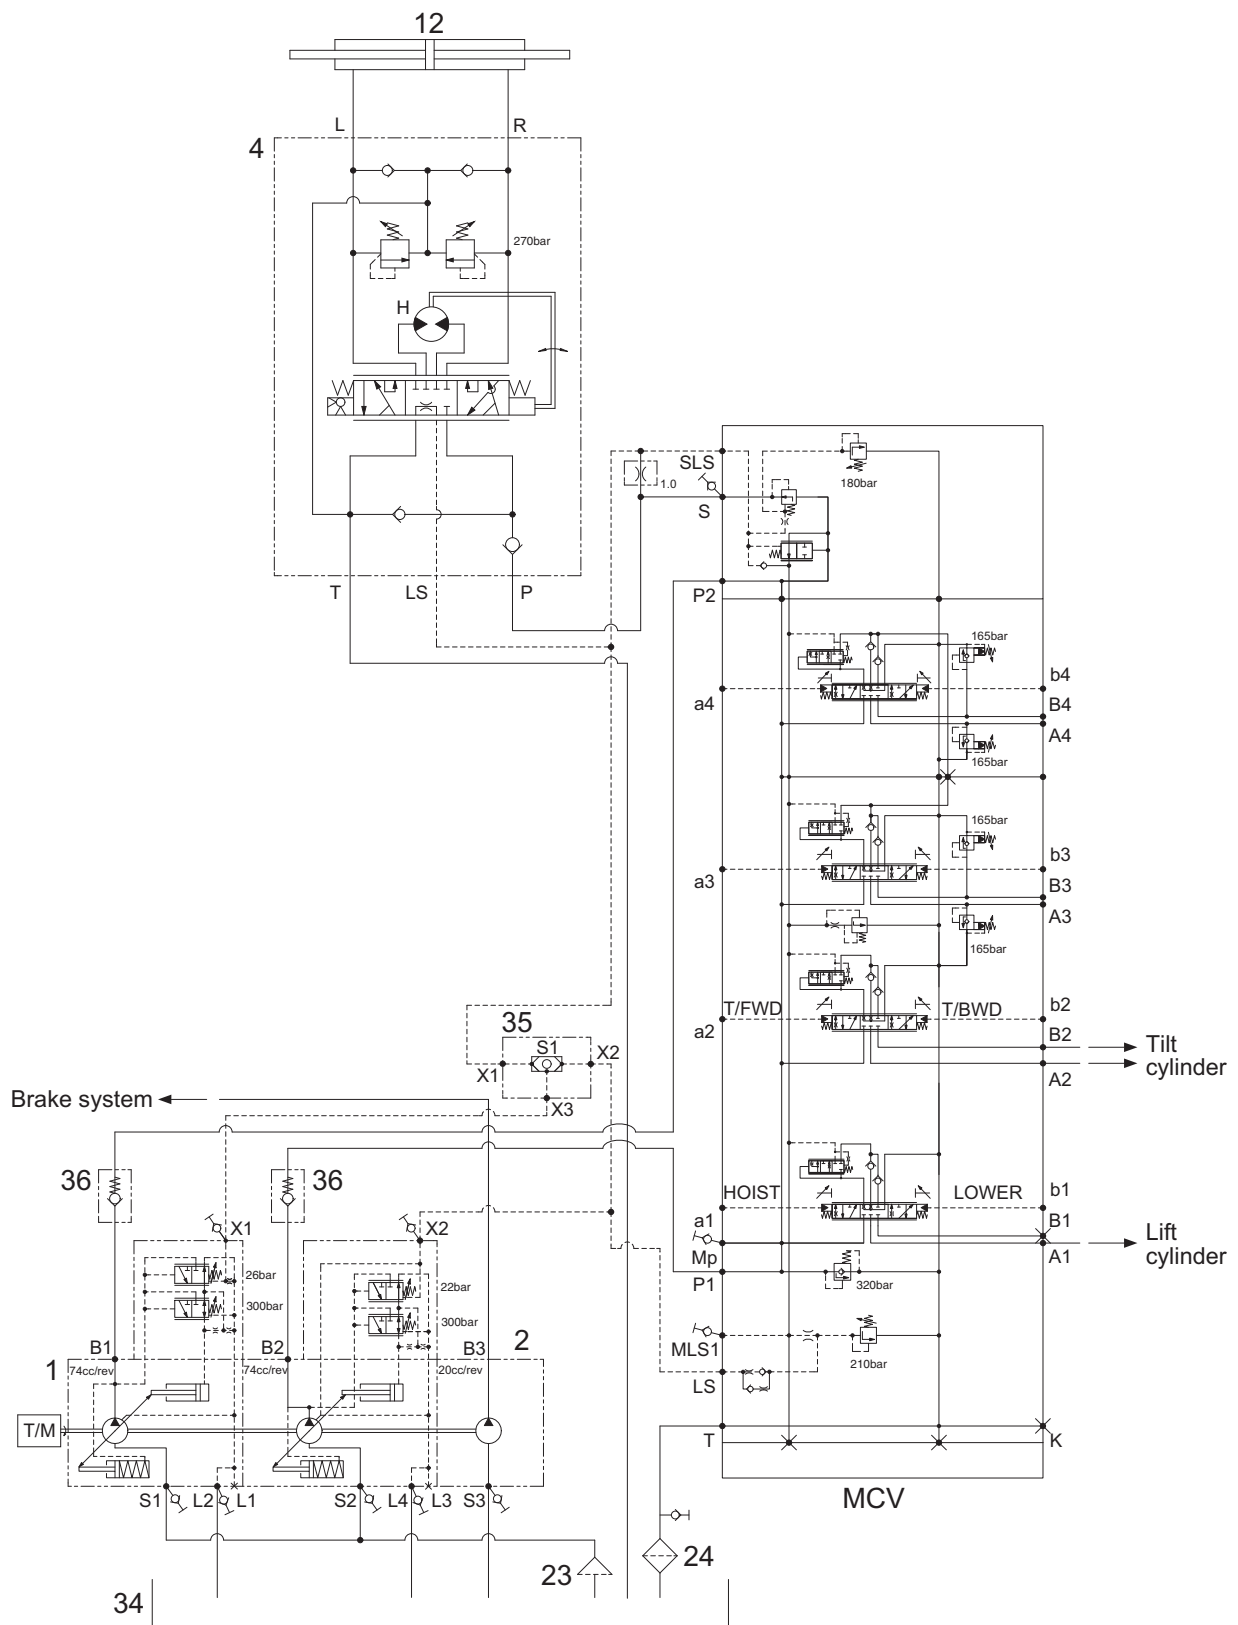 12
L R
4
270bar
H
SLS
1.0
180bar
S
T LS P
P2
165bar
b4
a4 B4
A4
165bar
165bar
b3
a3 B3
A3
165bar
T/FWD T/BWD b2
35 a2 B2
S1 Tilt
X1 X2 cylinder
A2
Brake system X3
36 36
HOIST LOWER b1
X1 X2 a1 B1
Lift
Mp A1 cylinder
26bar 22bar P1 320bar
300bar 300bar
MLS1 210bar
B1 B2 B3 2
1 74cc/rev 74cc/rev 20cc/rev LS
T/M
T K
S1 L2 L1 S2 L4 L3 S3
MCV
23 24
34